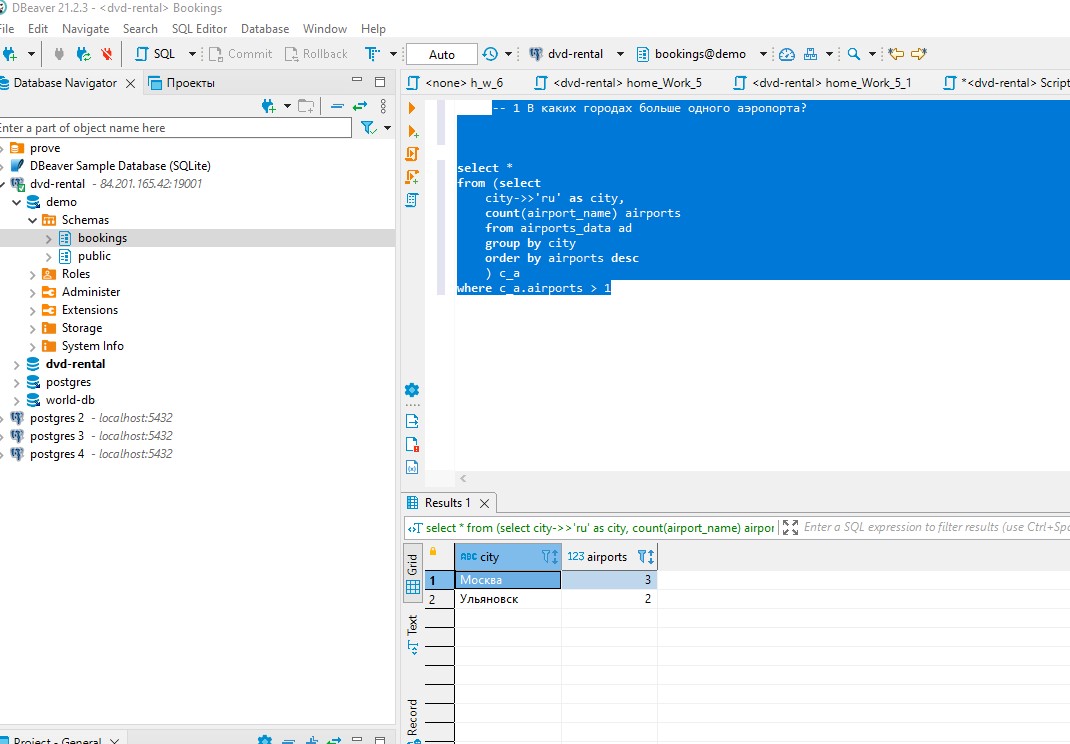 DBeaver 21.2.3 - <dvd-rental> Bookings
File Edit Navigate Search SQL Editor Database Window Help
SQL Commit Rollback Auto dvd-rental bookings@demo
Database Navigator Проекты
<none> h_w_6 <dvd-rental> home_Work_5 <dvd-rental> home_Work_5_1 *<dvd-rental> Script
Enter a part of object name here
prove
DBeaver Sample Database (SQLite)
dvd-rental - 84.201.165.42:19001
demo
Schemas
bookings
public
Roles
Administer
Extensions
Storage
System Info
dvd-rental
postgres
world-db
postgres 2 - localhost:5432
postgres 3 - localhost:5432
postgres 4 - localhost:5432
Project - General
-- 1 В каких городах больше одного аэропорта?
select *
from (select
city->>'ru' as city,
count(airport_name) airports
from airports_data ad
group by city
order by airports desc
) c_a
where c_a.airports > 1
Results 1
select * from (select city->>'ru' as city, count(airport_name) airpor
Enter a SQL expression to filter results (use Ctrl+Spc
Grid
Text
Record
ABC city 123 airports
1 Москва 3
2 Ульяновск 2